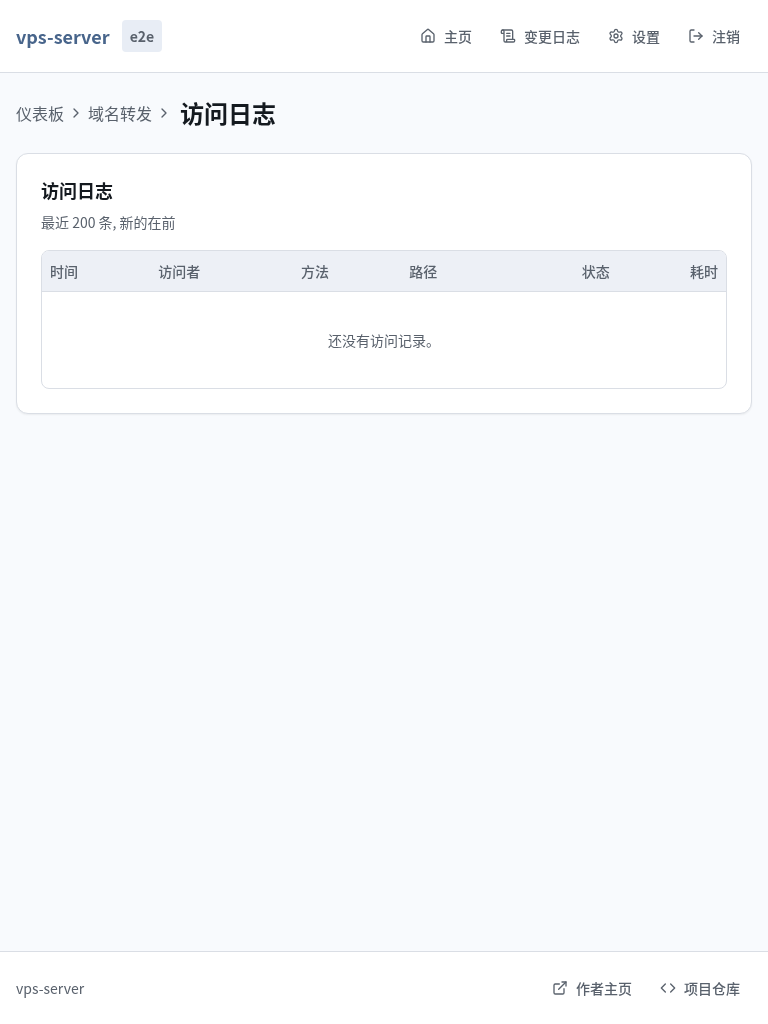 vps-server e2e 主页 变更日志 设置 注销
仪表板 域名转发 访问日志
访问日志
最近 200 条, 新的在前
时间 访问者 方法 路径 状态 耗时
还没有访问记录。
vps-server 作者主页 项目仓库